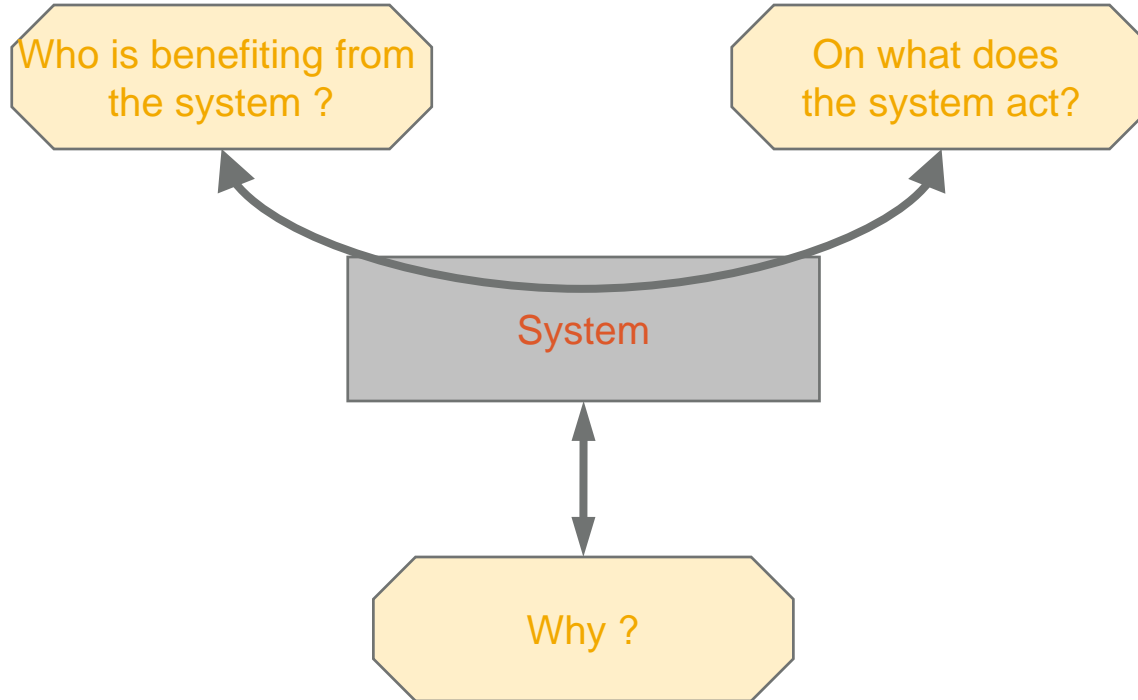 Who is benefiting from
the system ?
On what does
the system act?
System
Why ?